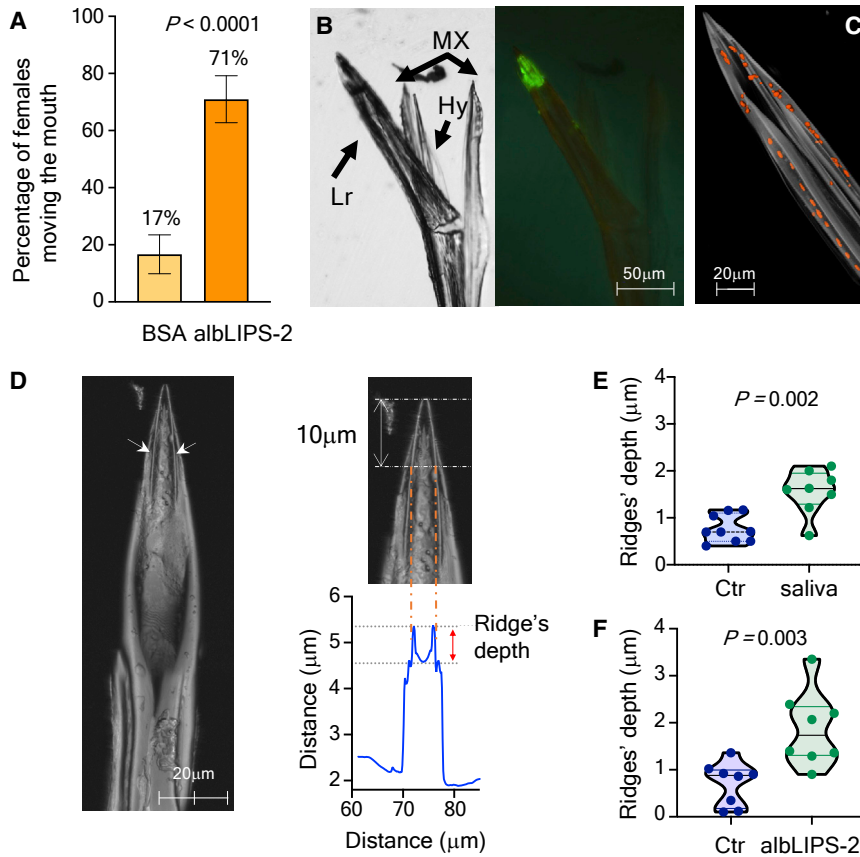 A
P < 0.0001
71%
17%
100
80
60
40
20
0
Percentage of females
moving the mouth
BSA albLIPS-2
B
MX
Hy
Lr
50µm
C
20µm
D
20µm
10µm
6
5
4
3
2
Distance (µm)
Ridge's
depth
60 70 80
Distance (µm)
E
P = 0.002
4
3
2
1
0
Ridges' depth (µm)
Ctr saliva
F
P = 0.003
4
3
2
1
0
Ridges' depth (µm)
Ctr albLIPS-2